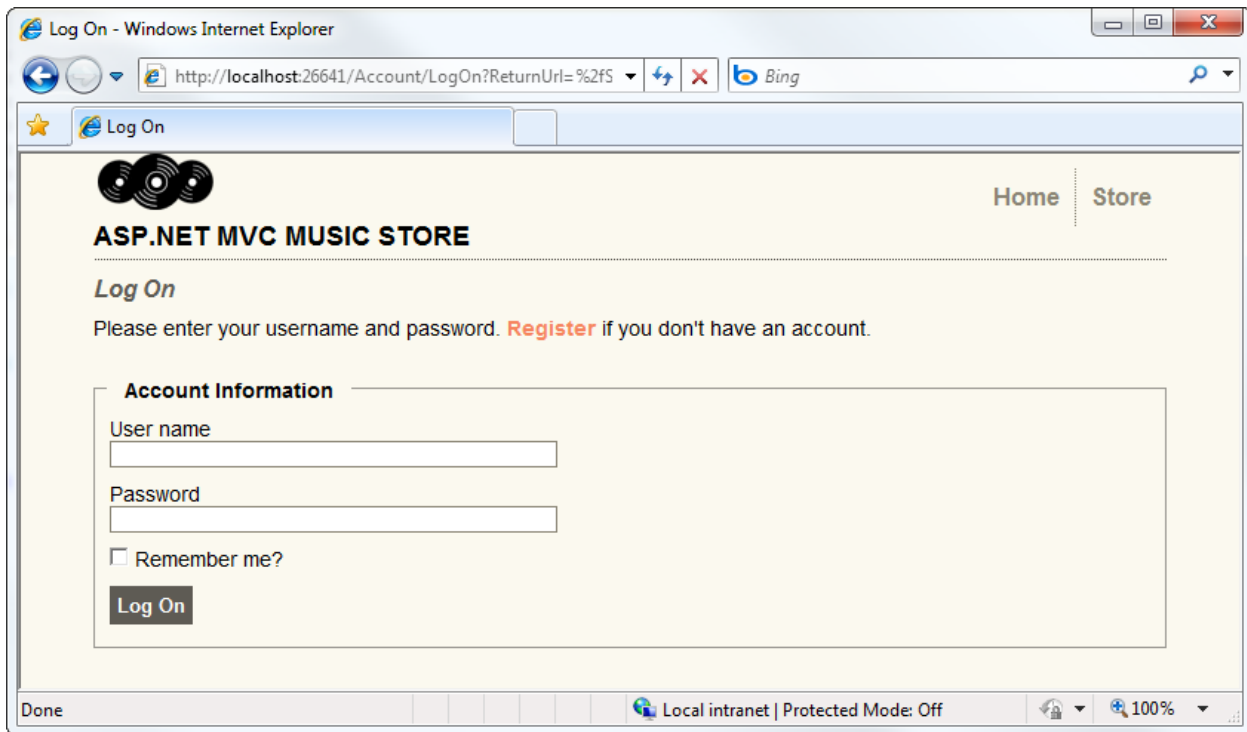 Log On - Windows Internet Explorer
http://localhost:26641/Account/LogOn?ReturnUrl=%2fS
Bing
Log On
Home
Store
ASP.NET MVC MUSIC STORE
Log On
Please enter your username and password. Register if you don't have an account.
Account Information
User name
Password
Remember me?
Log On
Done
Local intranet | Protected Mode: Off
100%